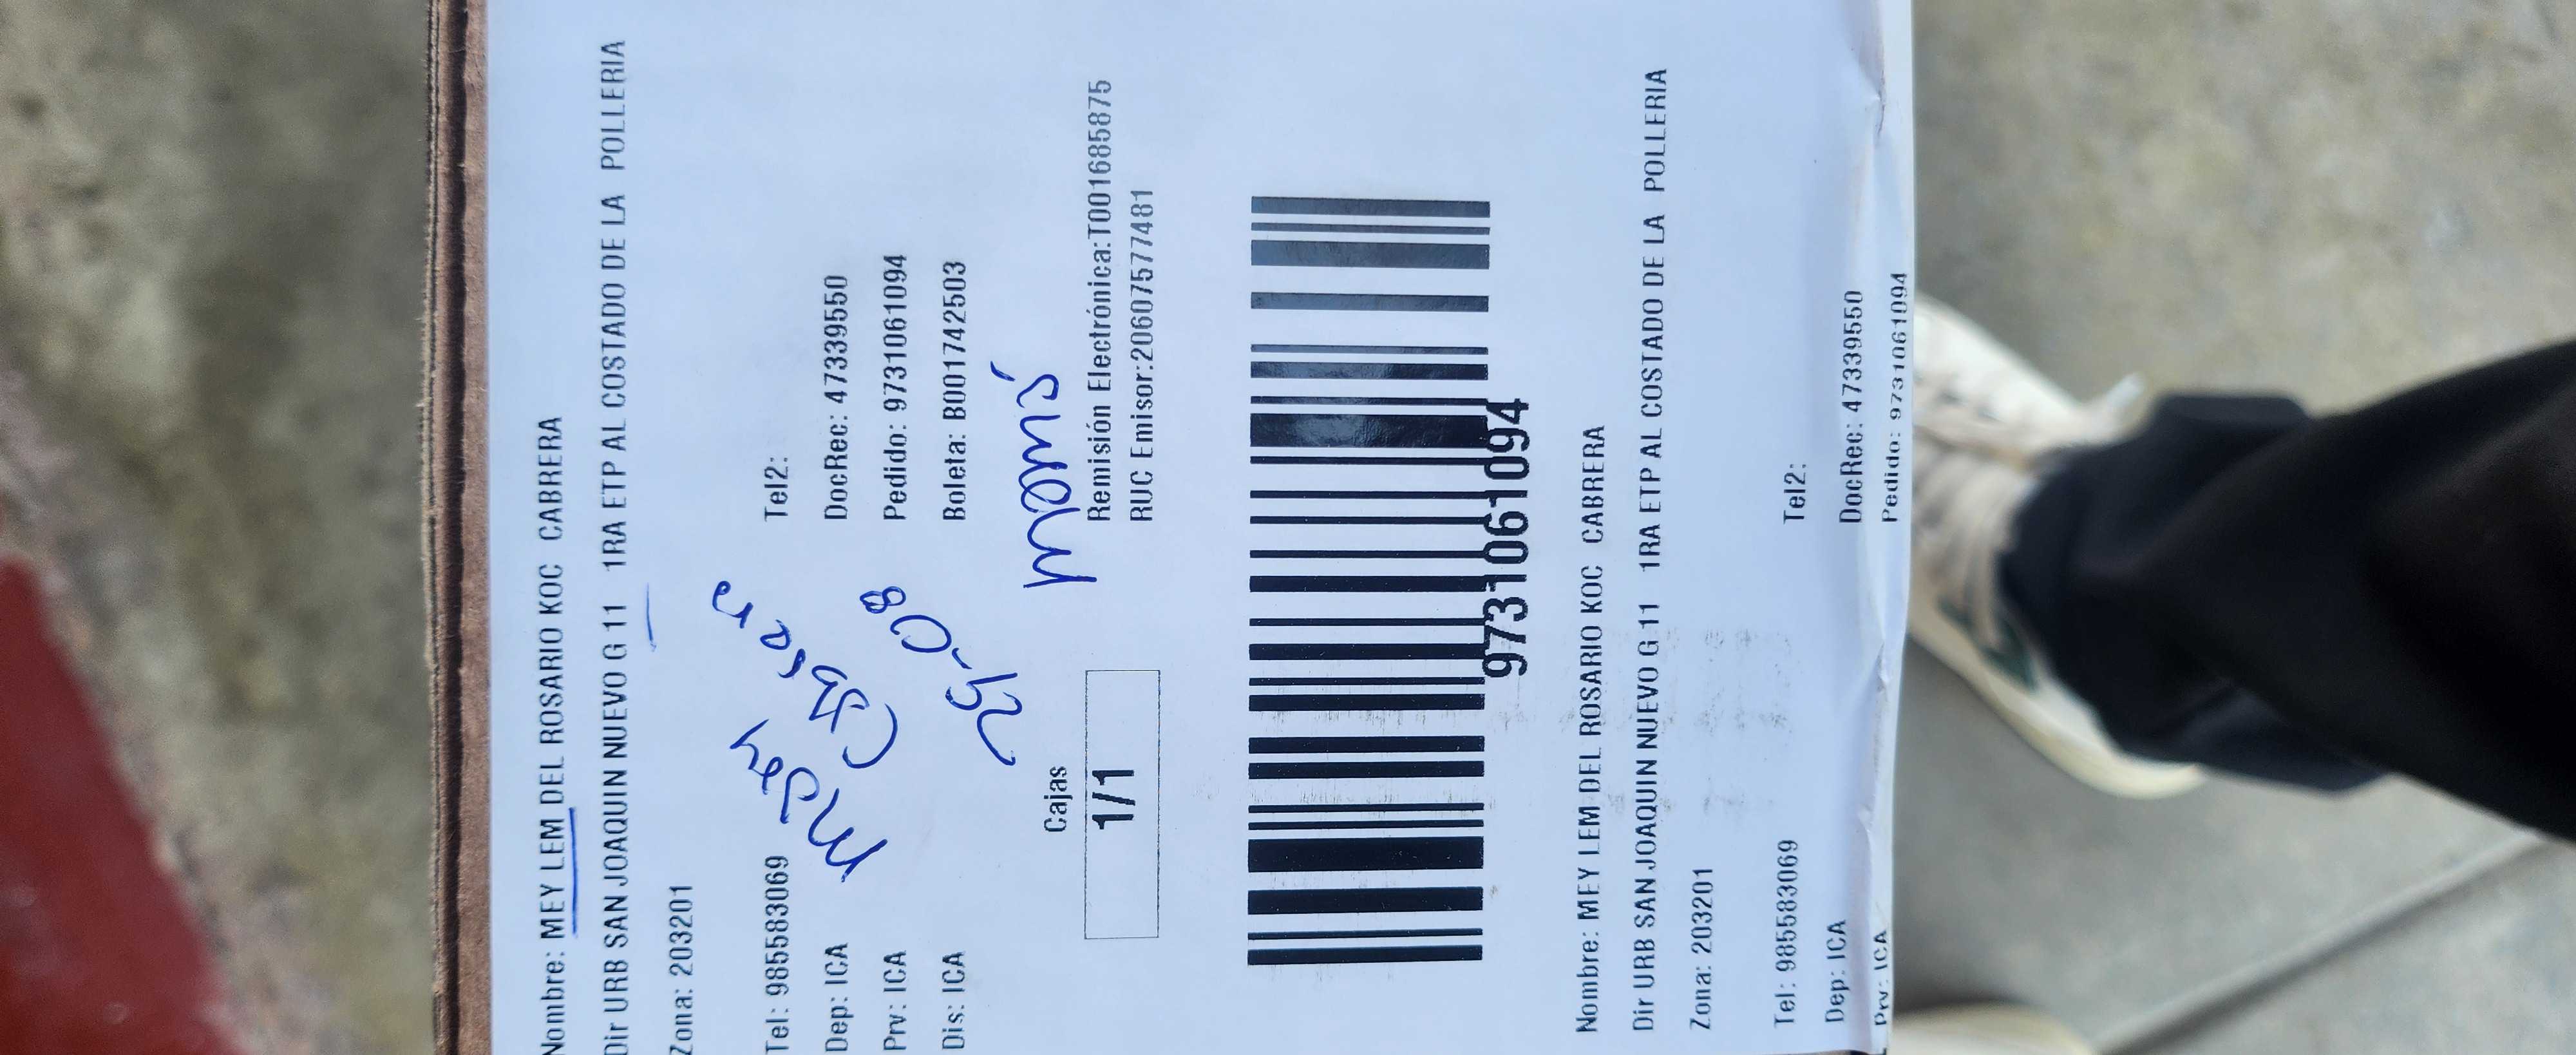 Nombre: MEY LEM DEL ROSARIO KOC CABRERA
Dir URB SAN JOAQUIN NUEVO G 11 1RA ETP AL COSTADO DE LA POLLERIA
Zona: 203201
Tel: 985583069 Tel2:
Dep: ICA DocRec: 47339550
Prv: ICA Pedido: 9731061094
Dis: ICA Boleta: B001742503
Cajas
1/1
mamá
Remisión Electrónica:T001685875
RUC Emisor:20607577481
9731061094
Nombre: MEY LEM DEL ROSARIO KOC CABRERA
Dir URB SAN JOAQUIN NUEVO G 11 1RA ETP AL COSTADO DE LA POLLERIA
Zona: 203201
Tel: 985583069 Tel2:
Dep: ICA DocRec: 47339550
Prv: ICA Pedido: 9731061094